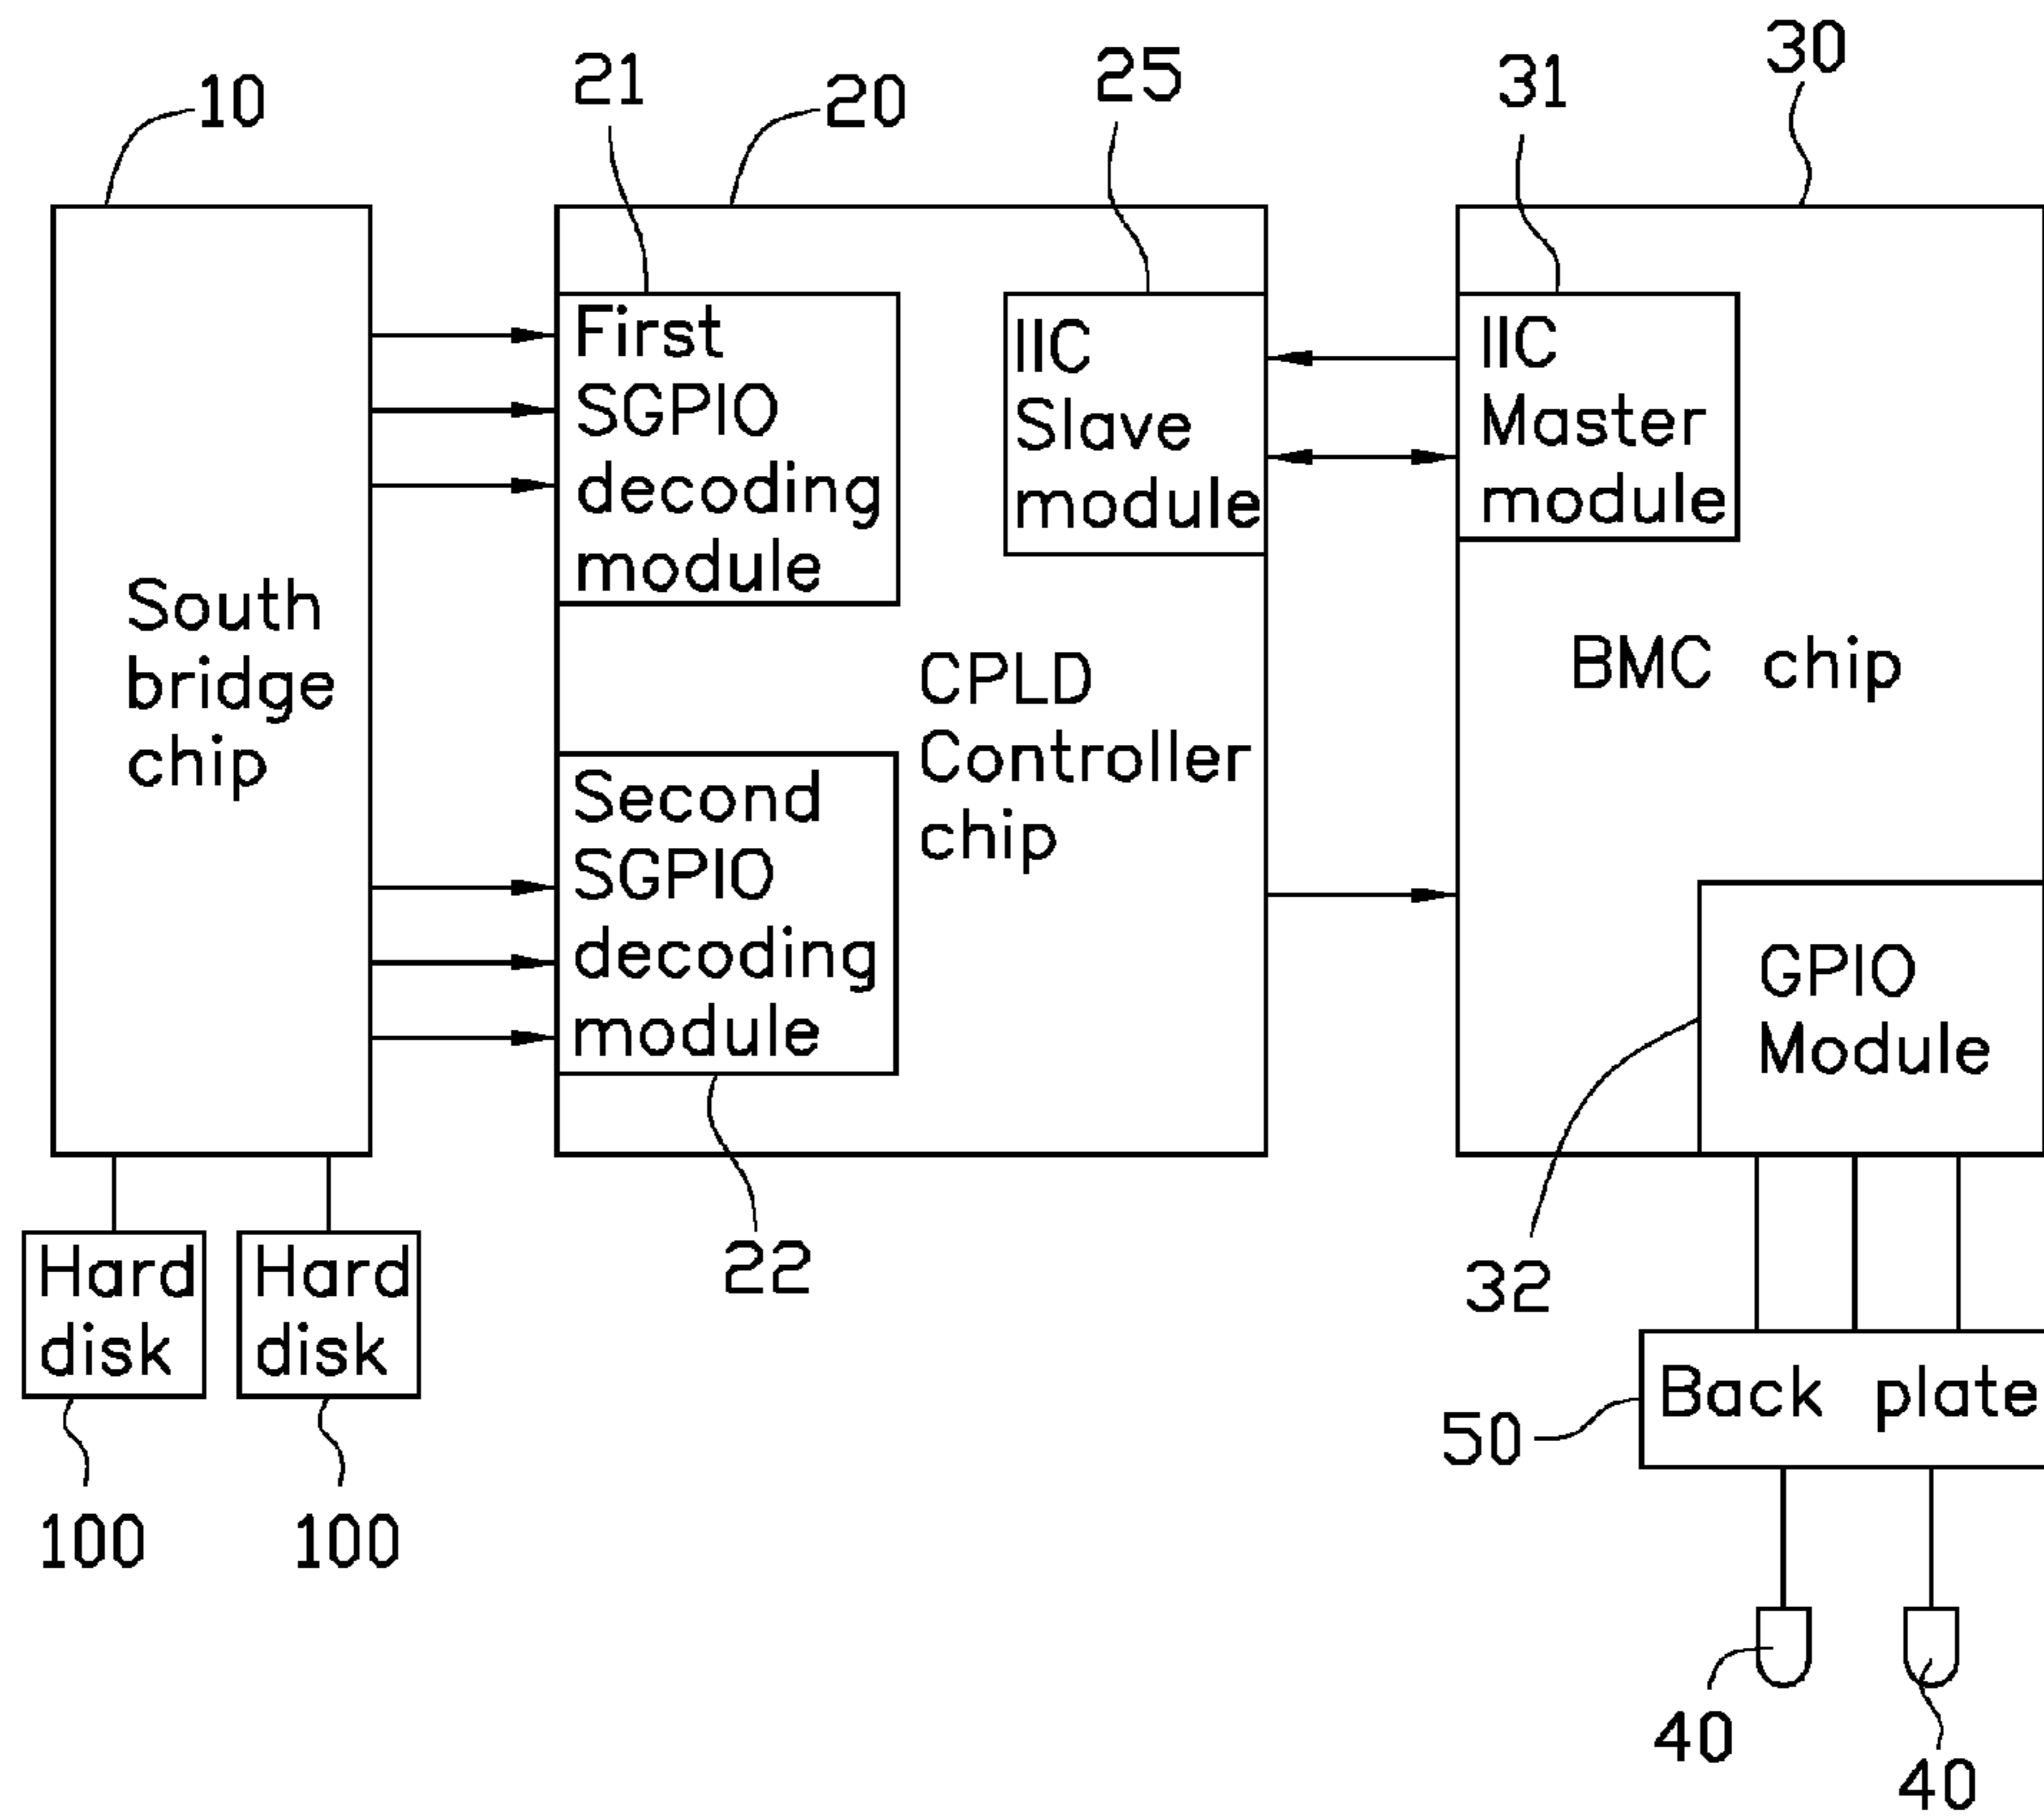 10
21
20
25
31
30
South
bridge
chip
First
SGPIO
decoding
module
IIC
Slave
module
IIC
Master
module
CPLD
Controller
chip
BMC chip
Second
SGPIO
decoding
module
GPIO
Module
22
32
Hard
disk
Hard
disk
100
100
Back plate
50
40
40